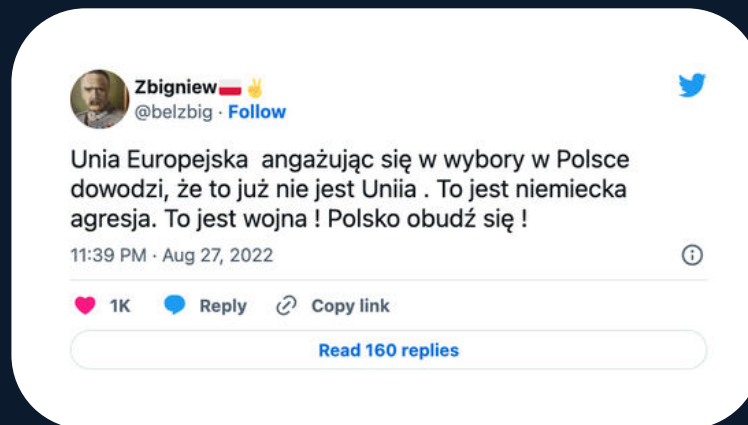 Zbigniew🇵🇱✌️
@belzbig · Follow
Unia Europejska  angażując się w wybory w Polsce
dowodzi, że to już nie jest Uniia . To jest niemiecka
agresja. To jest wojna ! Polsko obudź się !
11:39 PM · Aug 27, 2022
1K Reply Copy link
Read 160 replies